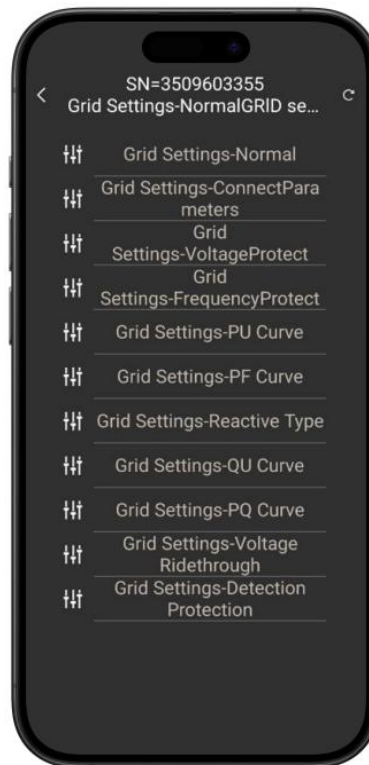 SN=3509603355
Grid Settings-NormalGRID se...
Grid Settings-Normal
Grid Settings-ConnectPara
meters
Grid
Settings-VoltageProtect
Grid
Settings-FrequencyProtect
Grid Settings-PU Curve
Grid Settings-PF Curve
Grid Settings-Reactive Type
Grid Settings-QU Curve
Grid Settings-PQ Curve
Grid Settings-Voltage
Ridethrough
Grid Settings-Detection
Protection